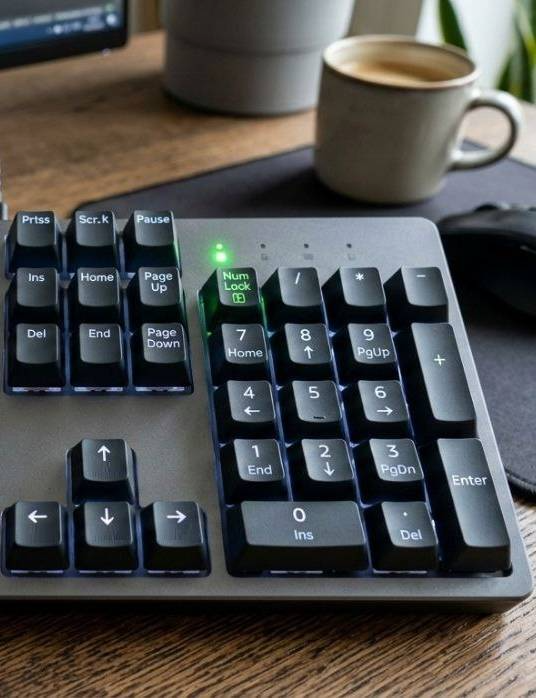 Prtss Scr.k Pause
Num
Lock
/ * -
Ins Home Page
Up
7 8 9 +
Home ↑ PgUp
Del End Page
Down
4 5 6
← →
1 2 3
End ↓ PgDn
Enter
↑
0 .
Ins Del
← ↓ →